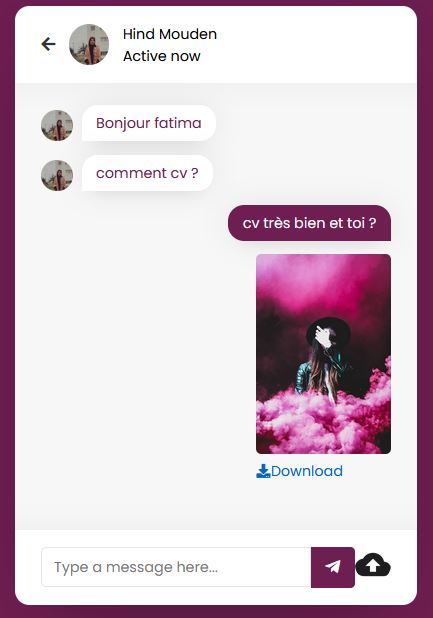 Hind Mouden
Active now
Bonjour fatima
comment cv ?
cv très bien et toi ?
Download
Type a message here...